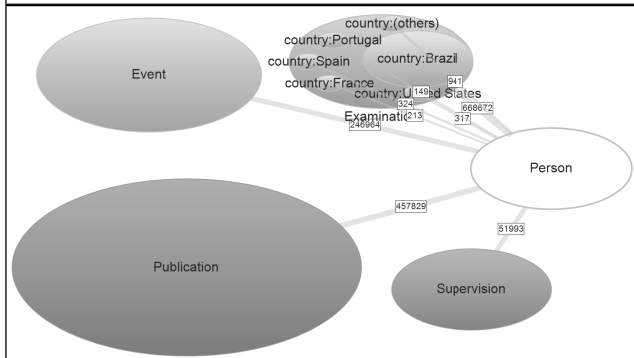 country:(others)
country:Portugal
country:Brazil
country:Spain
Event
country:France
941
country:United States
149
324
668672
Examination
213
317
246964
Person
457829
51993
Publication
Supervision